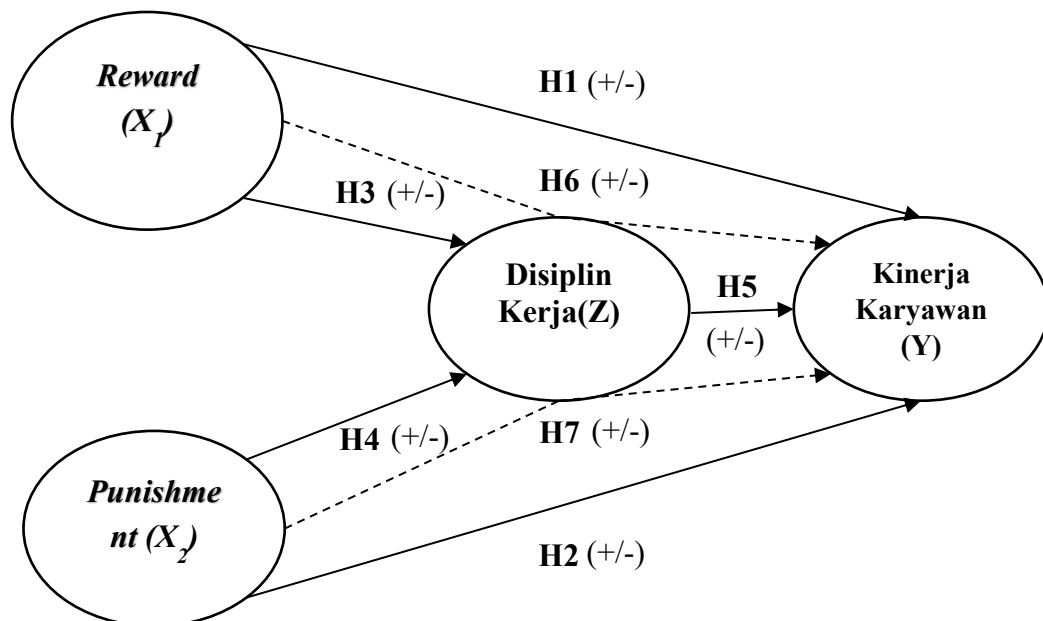 Reward
(X1)
H1 (+/-)
H3 (+/-)
H6 (+/-)
Disiplin
Kerja(Z)
H5
(+/-)
Kinerja
Karyawan
(Y)
H4 (+/-)
H7 (+/-)
Punishme
nt (X2)
H2 (+/-)